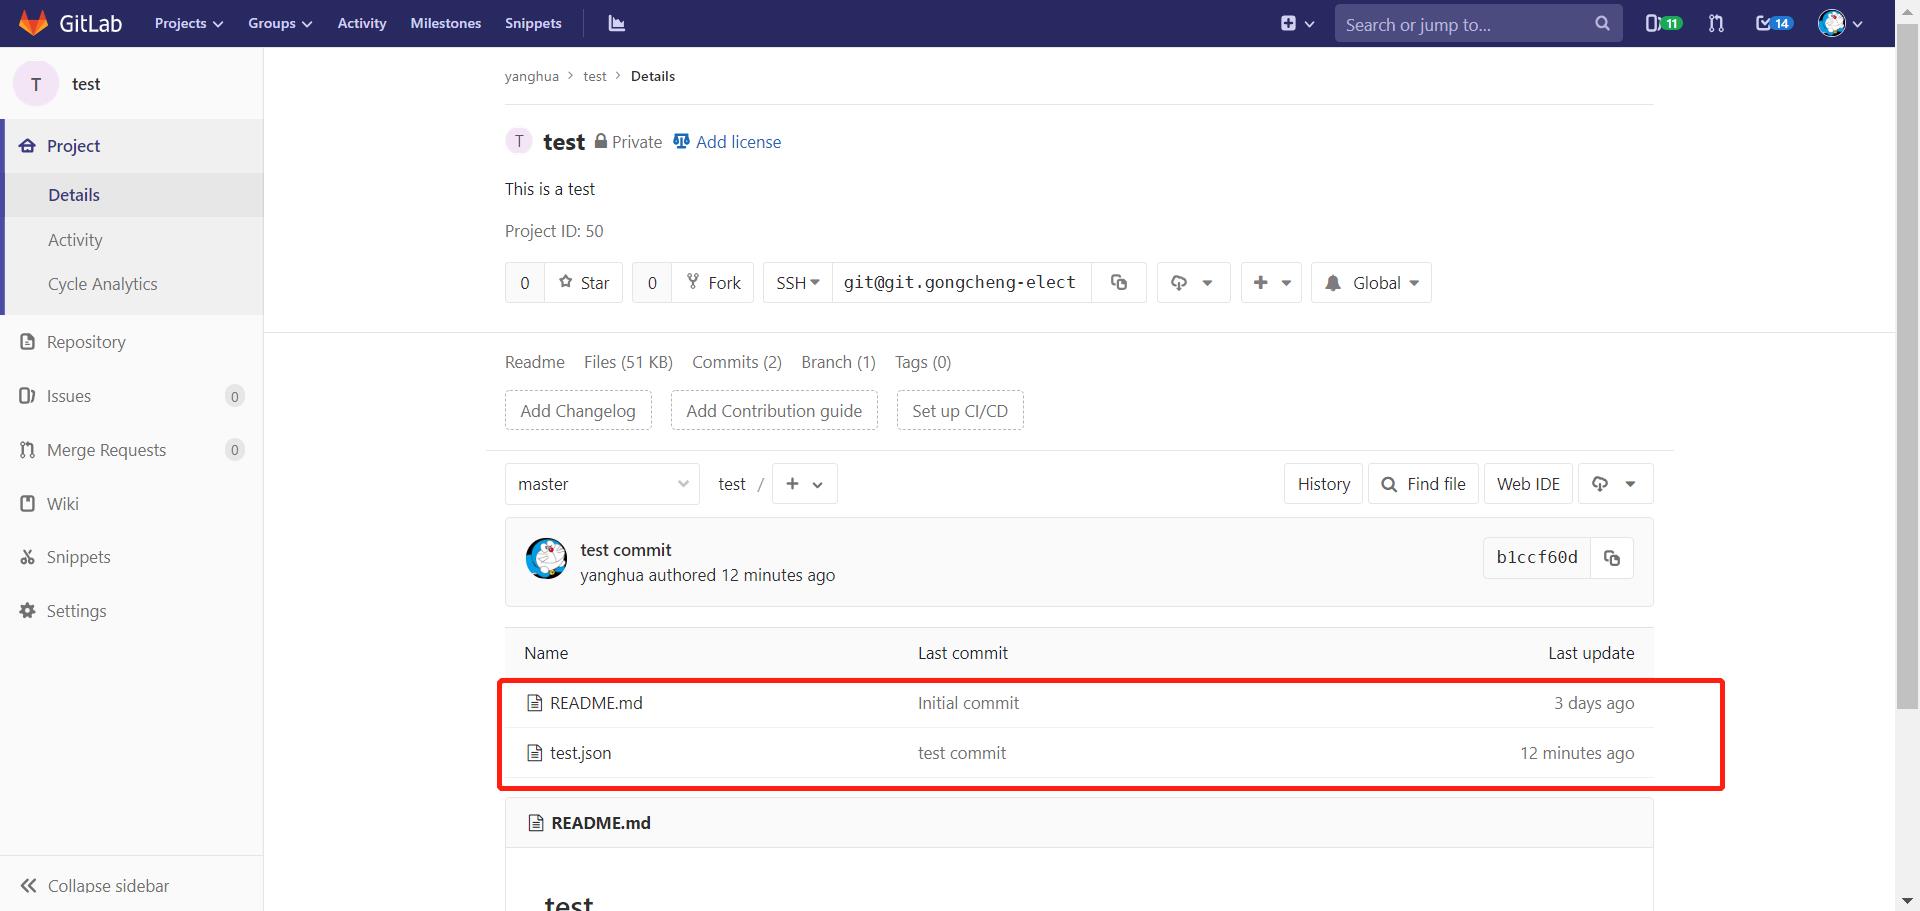 GitLab Projects Groups Activity Milestones Snippets Search or jump to... 11 14
T test
Project
Details
Activity
Cycle Analytics
Repository
Issues 0
Merge Requests 0
Wiki
Snippets
Settings
Collapse sidebar
yanghua > test > Details
T test Private Add license
This is a test
Project ID: 50
0 Star 0 Fork SSH git@git.gongcheng-elect Global
Readme Files (51 KB) Commits (2) Branch (1) Tags (0)
Add Changelog Add Contribution guide Set up CI/CD
master test / + History Find file Web IDE
test commit
yanghua authored 12 minutes ago
b1ccf60d
Name Last commit Last update
README.md Initial commit 3 days ago
test.json test commit 12 minutes ago
README.md
test